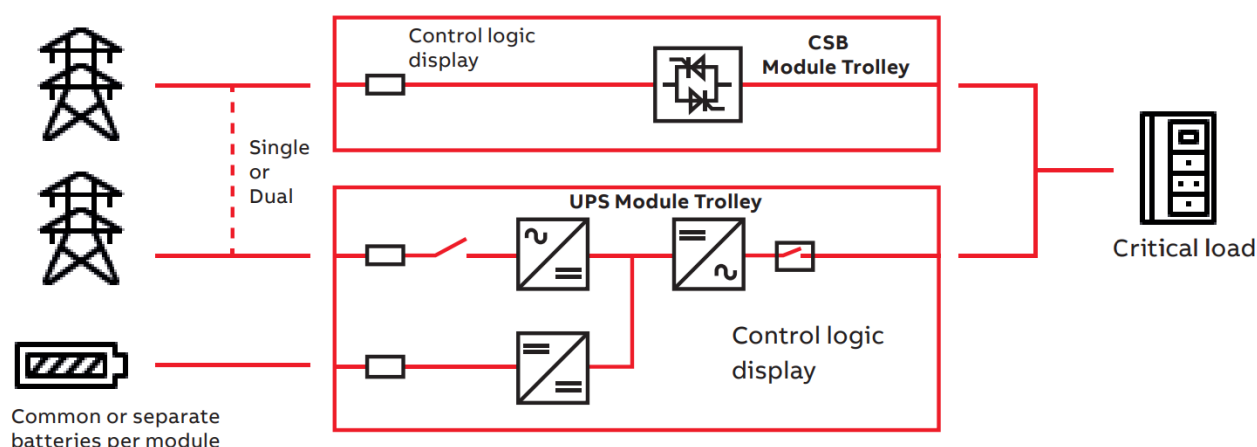 Control logic
display
CSB
Module Trolley
Single
or
Dual
UPS Module Trolley
Critical load
Control logic
display
Common or separate
batteries per module